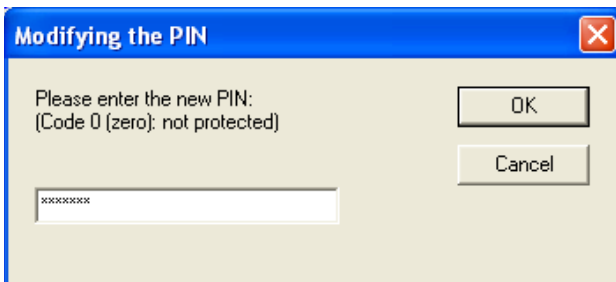 Modifying the PIN
Please enter the new PIN:
(Code 0 (zero): not protected)
OK
Cancel
*******